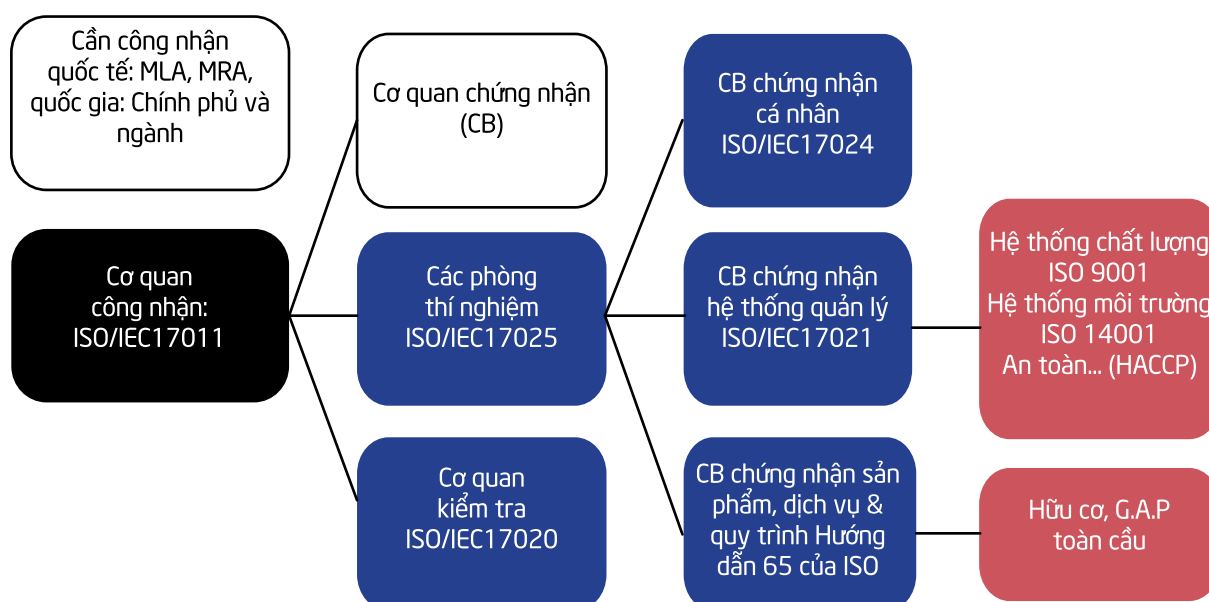 Cần công nhận
quốc tế: MLA, MRA,
quốc gia: Chính phủ và
ngành
Cơ quan
công nhận:
ISO/IEC17011
Cơ quan chứng nhận
(CB)
Các phòng
thí nghiệm
ISO/IEC17025
Cơ quan
kiểm tra
ISO/IEC17020
CB chứng nhận
cá nhân
ISO/IEC17024
CB chứng nhận
hệ thống quản lý
ISO/IEC17021
CB chứng nhận sản
phẩm, dịch vụ &
quy trình Hướng
dẫn 65 của ISO
Hệ thống chất lượng
ISO 9001
Hệ thống môi trường
ISO 14001
An toàn... (HACCP)
Hữu cơ, G.A.P
toàn cầu